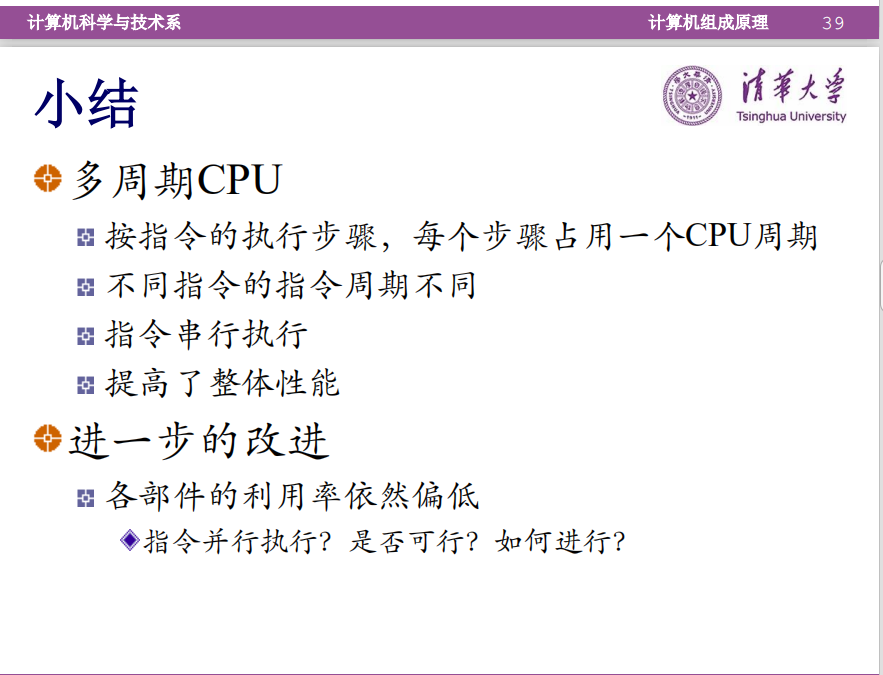 计算机科学与技术系
计算机组成原理
39
小结
清华大学
Tsinghua University
多周期CPU
按指令的执行步骤，每个步骤占用一个CPU周期
不同指令的指令周期不同
指令串行执行
提高了整体性能
进一步的改进
各部件的利用率依然偏低
指令并行执行？是否可行？如何进行？